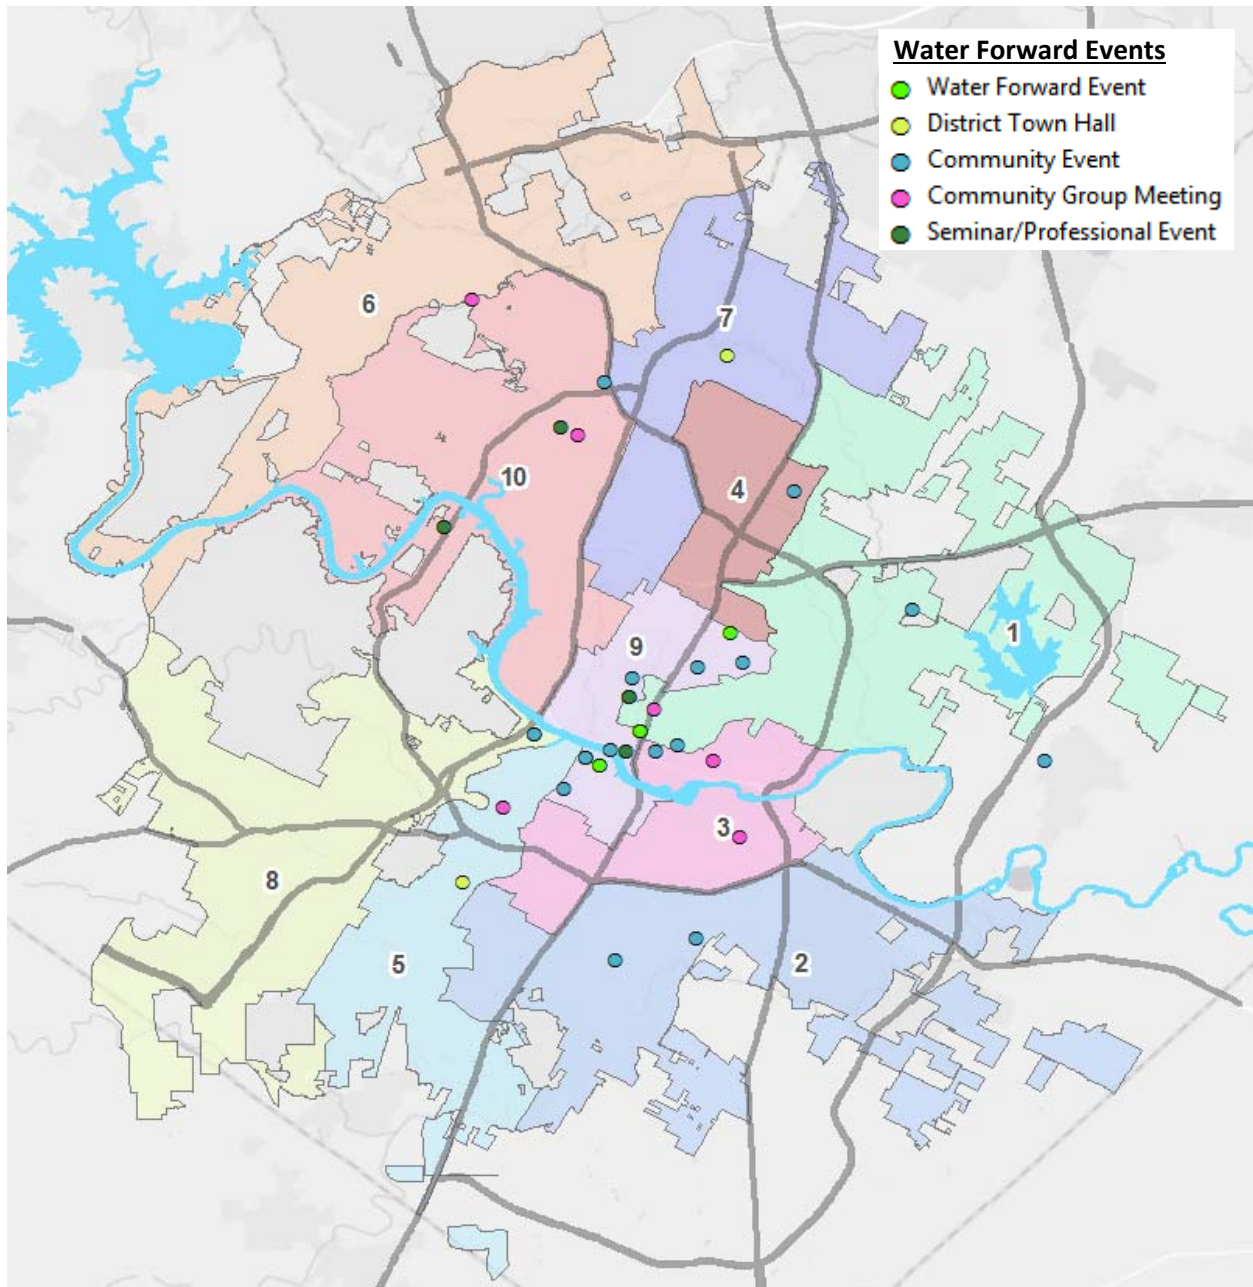 Water Forward Events
Water Forward Event
District Town Hall
Community Event
Community Group Meeting
Seminar/Professional Event
6
7
10
4
1
9
3
8
5
2